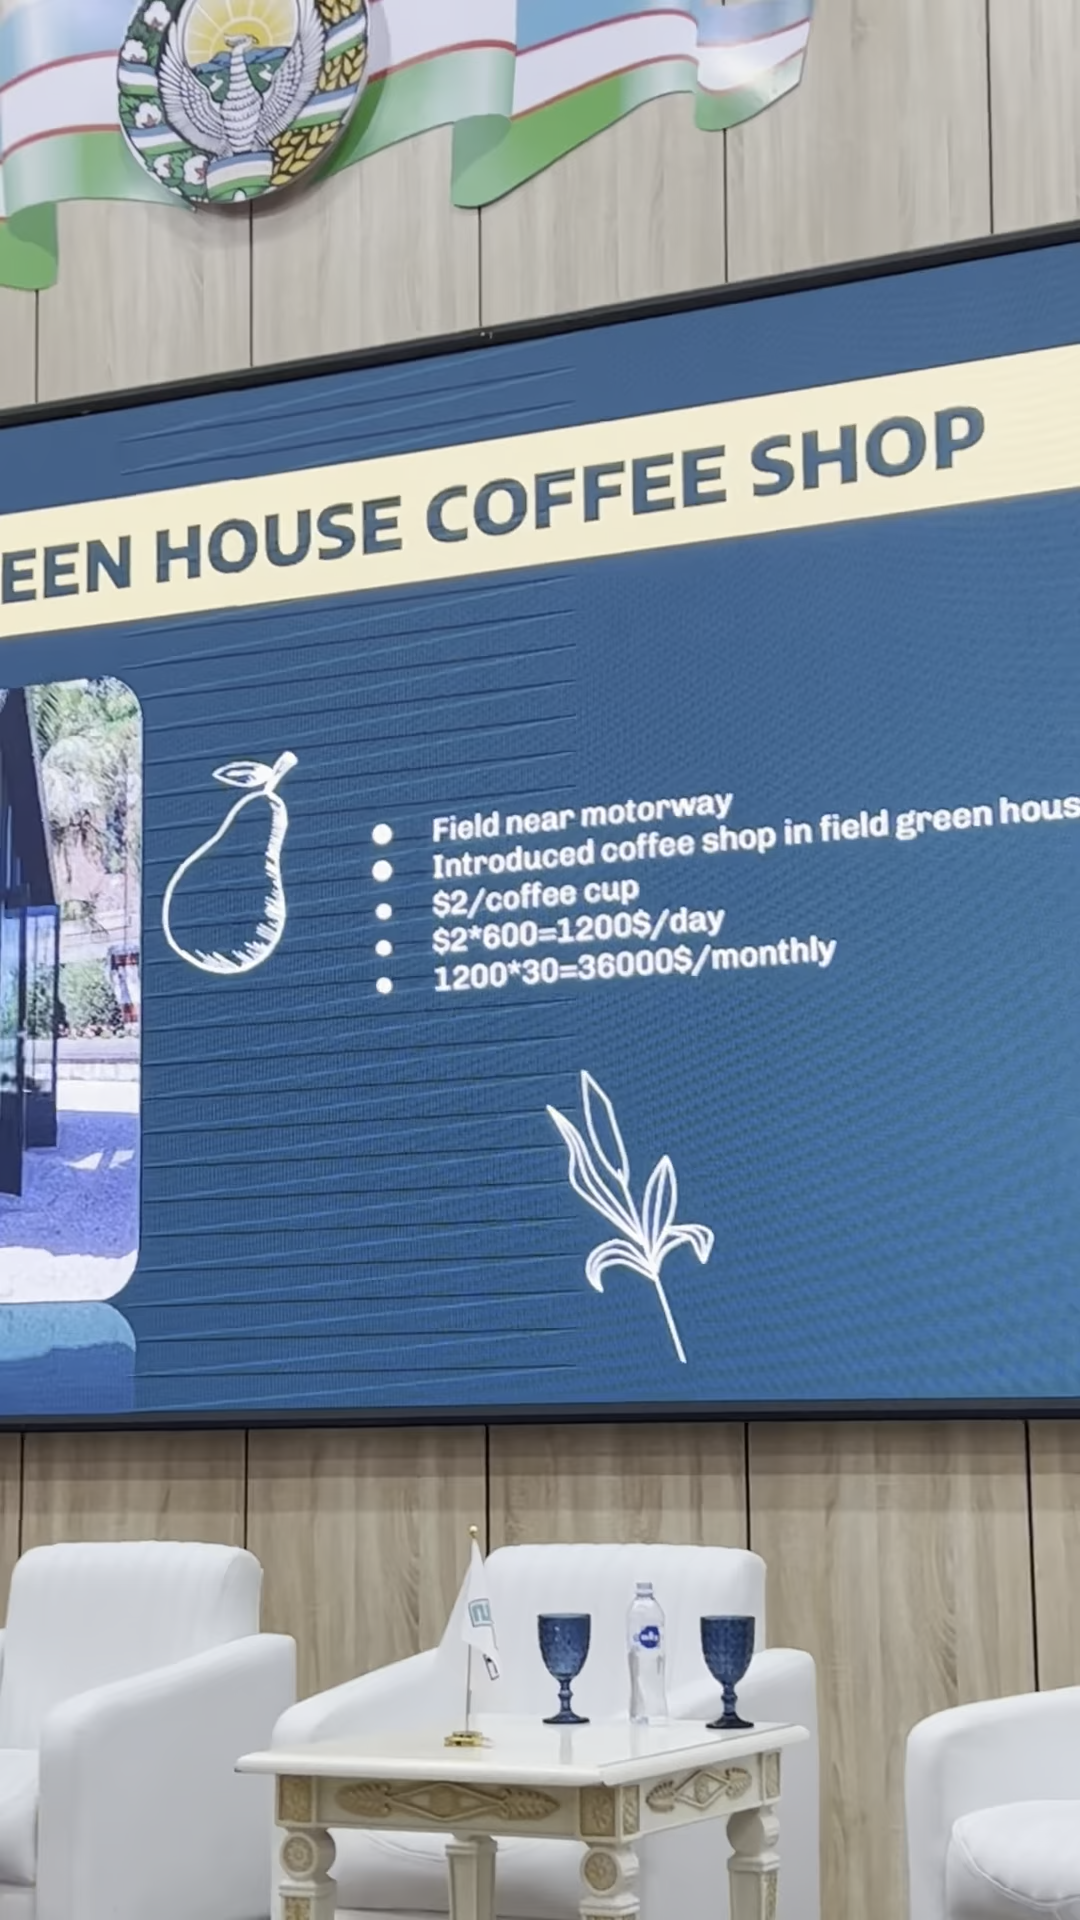 EEN HOUSE COFFEE SHOP
Field near motorway
Introduced coffee shop in field green hous
$2/coffee cup
$2*600=1200$/day
1200*30=36000$/monthly